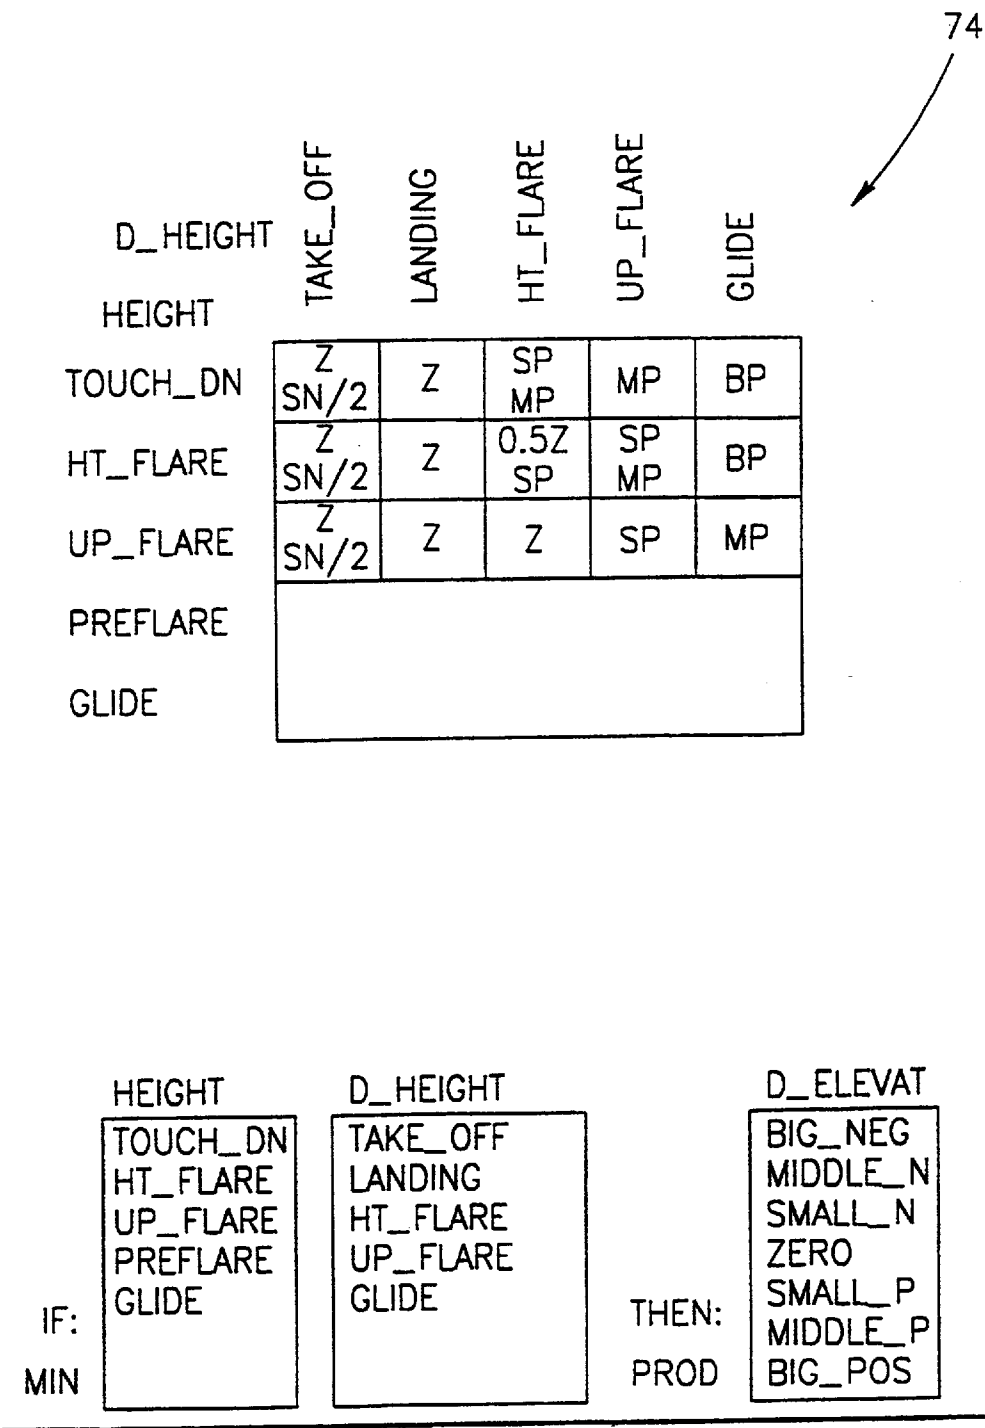 74
D_HEIGHT TAKE_OFF LANDING HT_FLARE UP_FLARE GLIDE
HEIGHT
TOUCH_DN Z SN/2 Z SP MP MP BP
HT_FLARE Z SN/2 Z 0.5Z SP SP MP BP
UP_FLARE Z SN/2 Z Z SP MP
PREFLARE
GLIDE
HEIGHT D_HEIGHT D_ELEVAT
TOUCH_DN TAKE_OFF BIG_NEG
HT_FLARE LANDING MIDDLE_N
UP_FLARE HT_FLARE SMALL_N
PREFLARE UP_FLARE ZERO
GLIDE GLIDE SMALL_P
IF: THEN: MIDDLE_P
MIN PROD BIG_POS